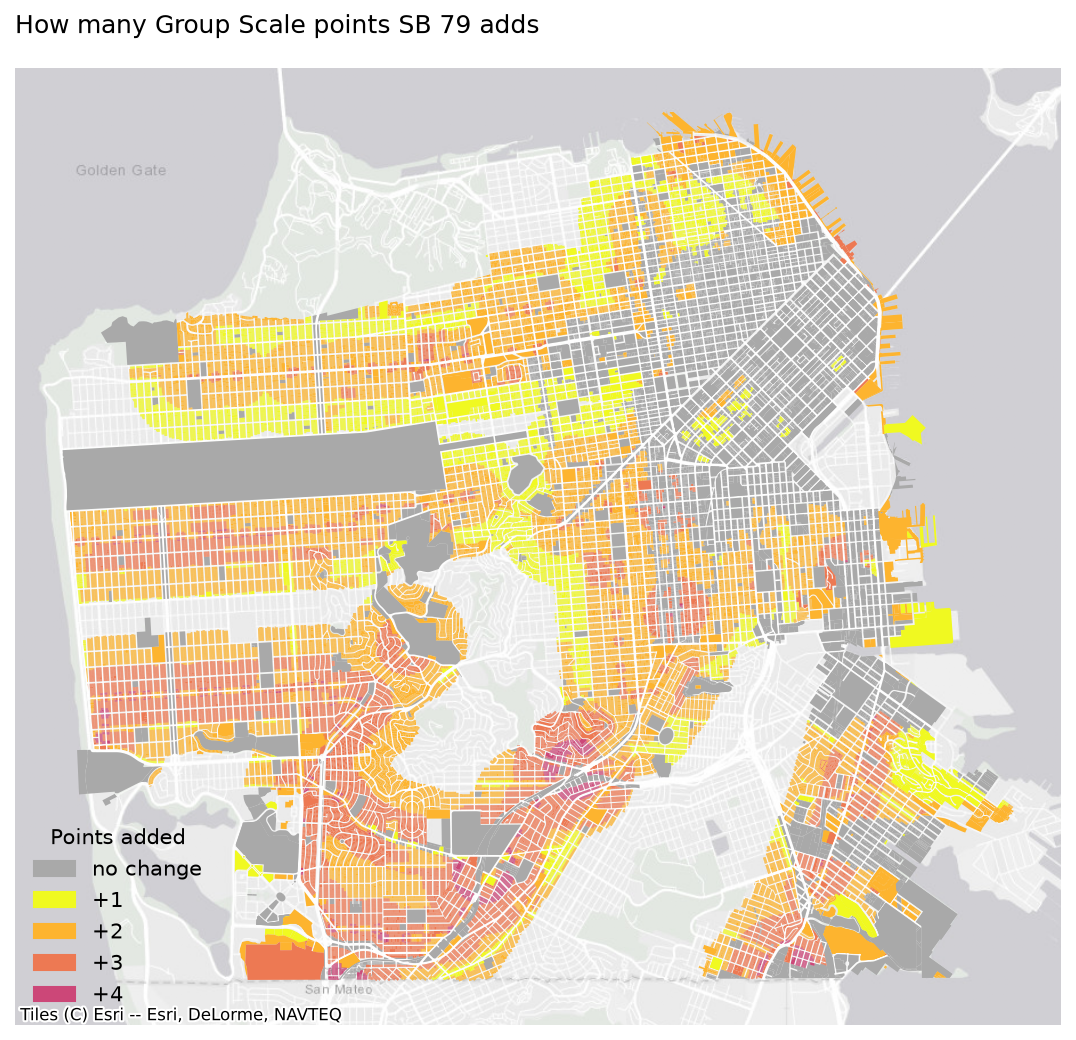 How many Group Scale points SB 79 adds
Golden Gate
Points added
no change
+1
+2
+3
+4
San Mateo
Tiles (C) Esri -- Esri, DeLorme, NAVTEQ